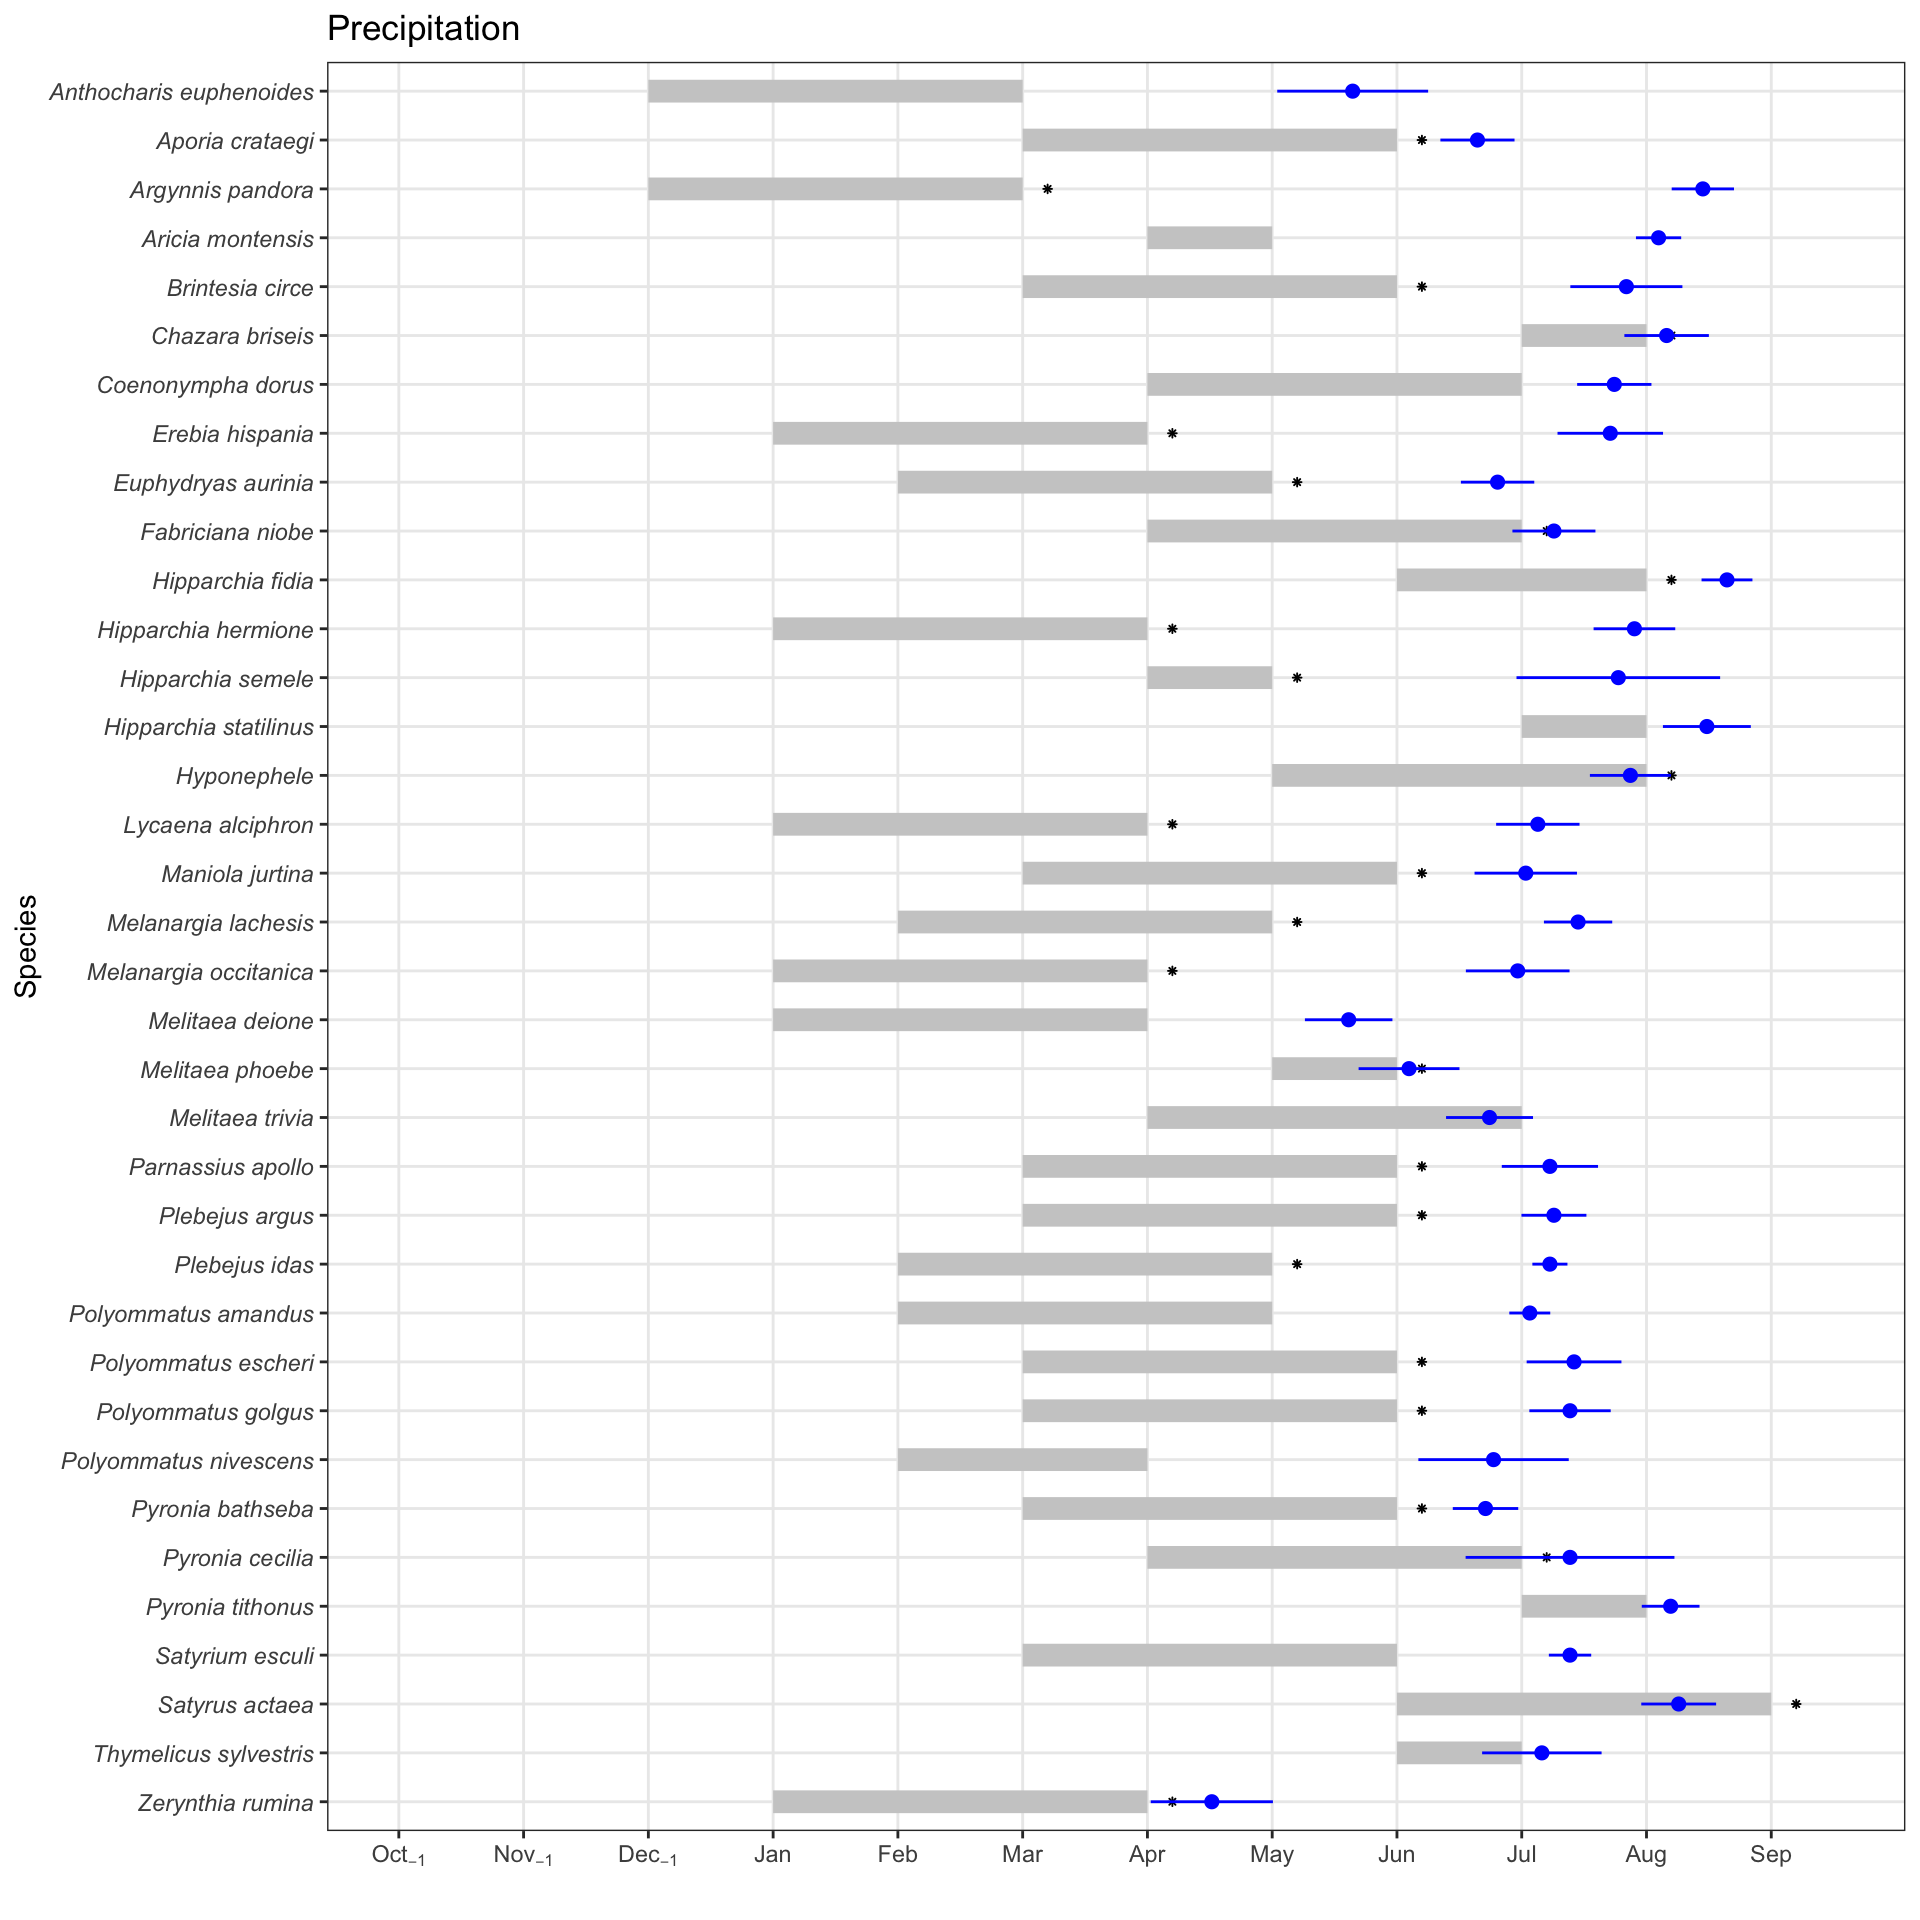 Precipitation
Anthocharis euphenoides
Aporia crataegi
Argynnis pandora
Aricia montensis
Brintesia circe
Chazara briseis
Coenonympha dorus
Erebia hispania
Euphydryas aurinia
Fabriciana niobe
Hipparchia fidia
Hipparchia hermione
Hipparchia semele
Hipparchia statilinus
Hyponephele
Lycaena alciphron
Maniola jurtina
Melanargia lachesis
Melanargia occitanica
Melitaea deione
Melitaea phoebe
Melitaea trivia
Parnassius apollo
Plebejus argus
Plebejus idas
Polyommatus amandus
Polyommatus escheri
Polyommatus golgus
Polyommatus nivescens
Pyronia bathseba
Pyronia cecilia
Pyronia tithonus
Satyrium esculi
Satyrus actaea
Thymelicus sylvestris
Zerynthia rumina
Species
Oct₋₁ Nov₋₁ Dec₋₁ Jan Feb Mar Apr May Jun Jul Aug Sep